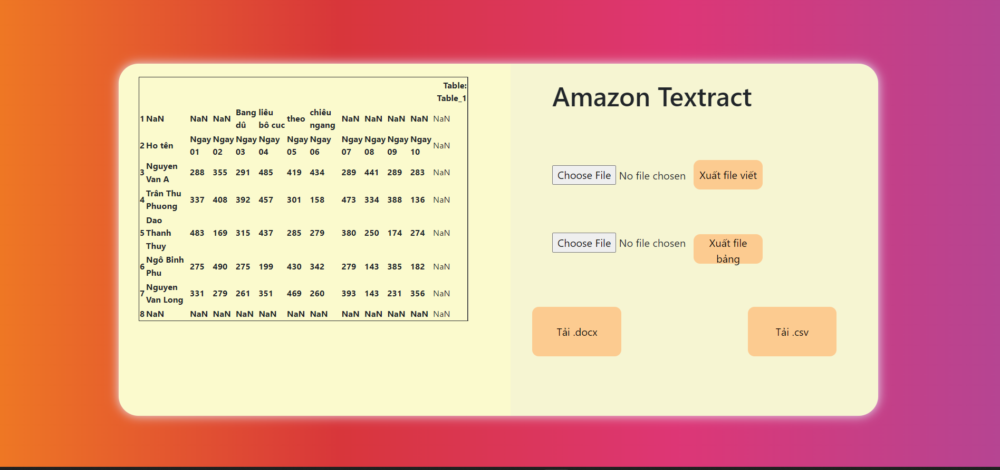 Table:
Table_1
1 NaN NaN NaN Bang dû liêu bô cuc theo chiêu ngang NaN NaN NaN NaN NaN
2 Ho tên Ngay 01 Ngay 02 Ngay 03 Ngay 04 Ngay 05 Ngay 06 Ngay 07 Ngay 08 Ngay 09 Ngay 10 NaN
3 Nguyen Van A 288 355 291 485 419 434 289 441 289 283 NaN
4 Trân Thu Phuong 337 408 392 457 301 158 473 334 388 136 NaN
5 Dao Thanh Thuy 483 169 315 437 285 279 380 250 174 274 NaN
6 Ngô Binh Phu 275 490 275 199 430 342 279 143 385 182 NaN
7 Nguyen Van Long 331 279 261 351 469 260 393 143 231 356 NaN
8 NaN NaN NaN NaN NaN NaN NaN NaN NaN NaN NaN NaN
Amazon Textract
Choose File No file chosen Xuất file viết
Choose File No file chosen Xuất file
bảng
Tải .docx Tải .csv